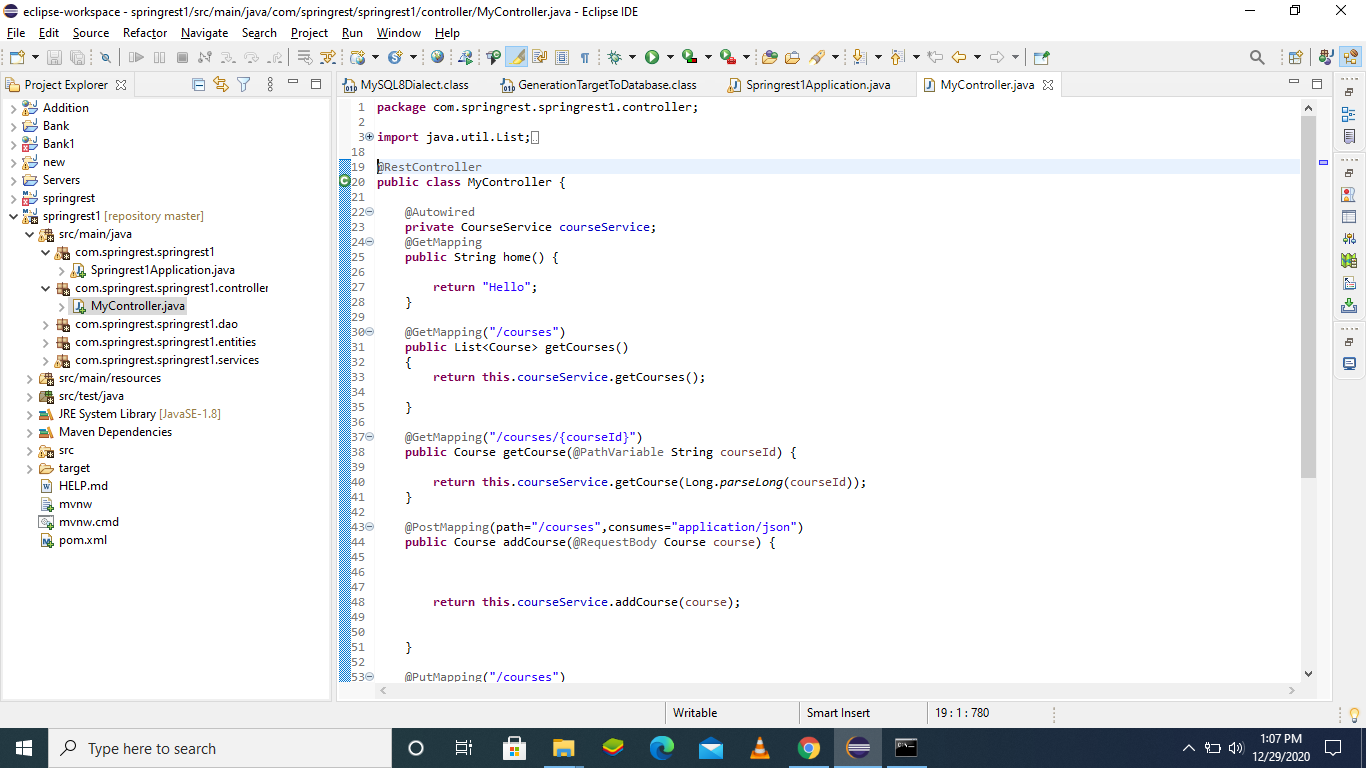 eclipse-workspace - springrest1/src/main/java/com/springrest/springrest1/controller/MyController.java - Eclipse IDE
File Edit Source Refactor Navigate Search Project Run Window Help
Project Explorer
Addition
Bank
Bank1
new
Servers
springrest
springrest1 [repository master]
src/main/java
com.springrest.springrest1
Springrest1Application.java
com.springrest.springrest1.controller
MyController.java
com.springrest.springrest1.dao
com.springrest.springrest1.entities
com.springrest.springrest1.services
src/main/resources
src/test/java
JRE System Library [JavaSE-1.8]
Maven Dependencies
src
target
HELP.md
mvnw
mvnw.cmd
pom.xml
MySQL8Dialect.class GenerationTargetToDatabase.class Springrest1Application.java MyController.java
1 package com.springrest.springrest1.controller;
2
3 import java.util.List;
18
19 @RestController
20 public class MyController {
21
22 @Autowired
23 private CourseService courseService;
24 @GetMapping
25 public String home() {
26
27 return "Hello";
28 }
29
30 @GetMapping("/courses")
31 public List<Course> getCourses()
32 {
33 return this.courseService.getCourses();
34
35 }
36
37 @GetMapping("/courses/{courseId}")
38 public Course getCourse(@PathVariable String courseId) {
39
40 return this.courseService.getCourse(Long.parseLong(courseId));
41 }
42
43 @PostMapping(path="/courses",consumes="application/json")
44 public Course addCourse(@RequestBody Course course) {
45
46
47
48 return this.courseService.addCourse(course);
49
50
51 }
52
53 @PutMapping("/courses")
Writable Smart Insert 19 : 1 : 780
Type here to search
1:07 PM
12/29/2020